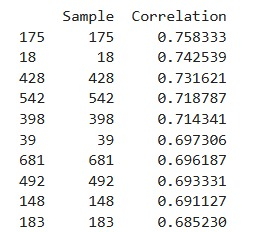 Sample Correlation
175 175 0.758333
18 18 0.742539
428 428 0.731621
542 542 0.718787
398 398 0.714341
39 39 0.697306
681 681 0.696187
492 492 0.693331
148 148 0.691127
183 183 0.685230